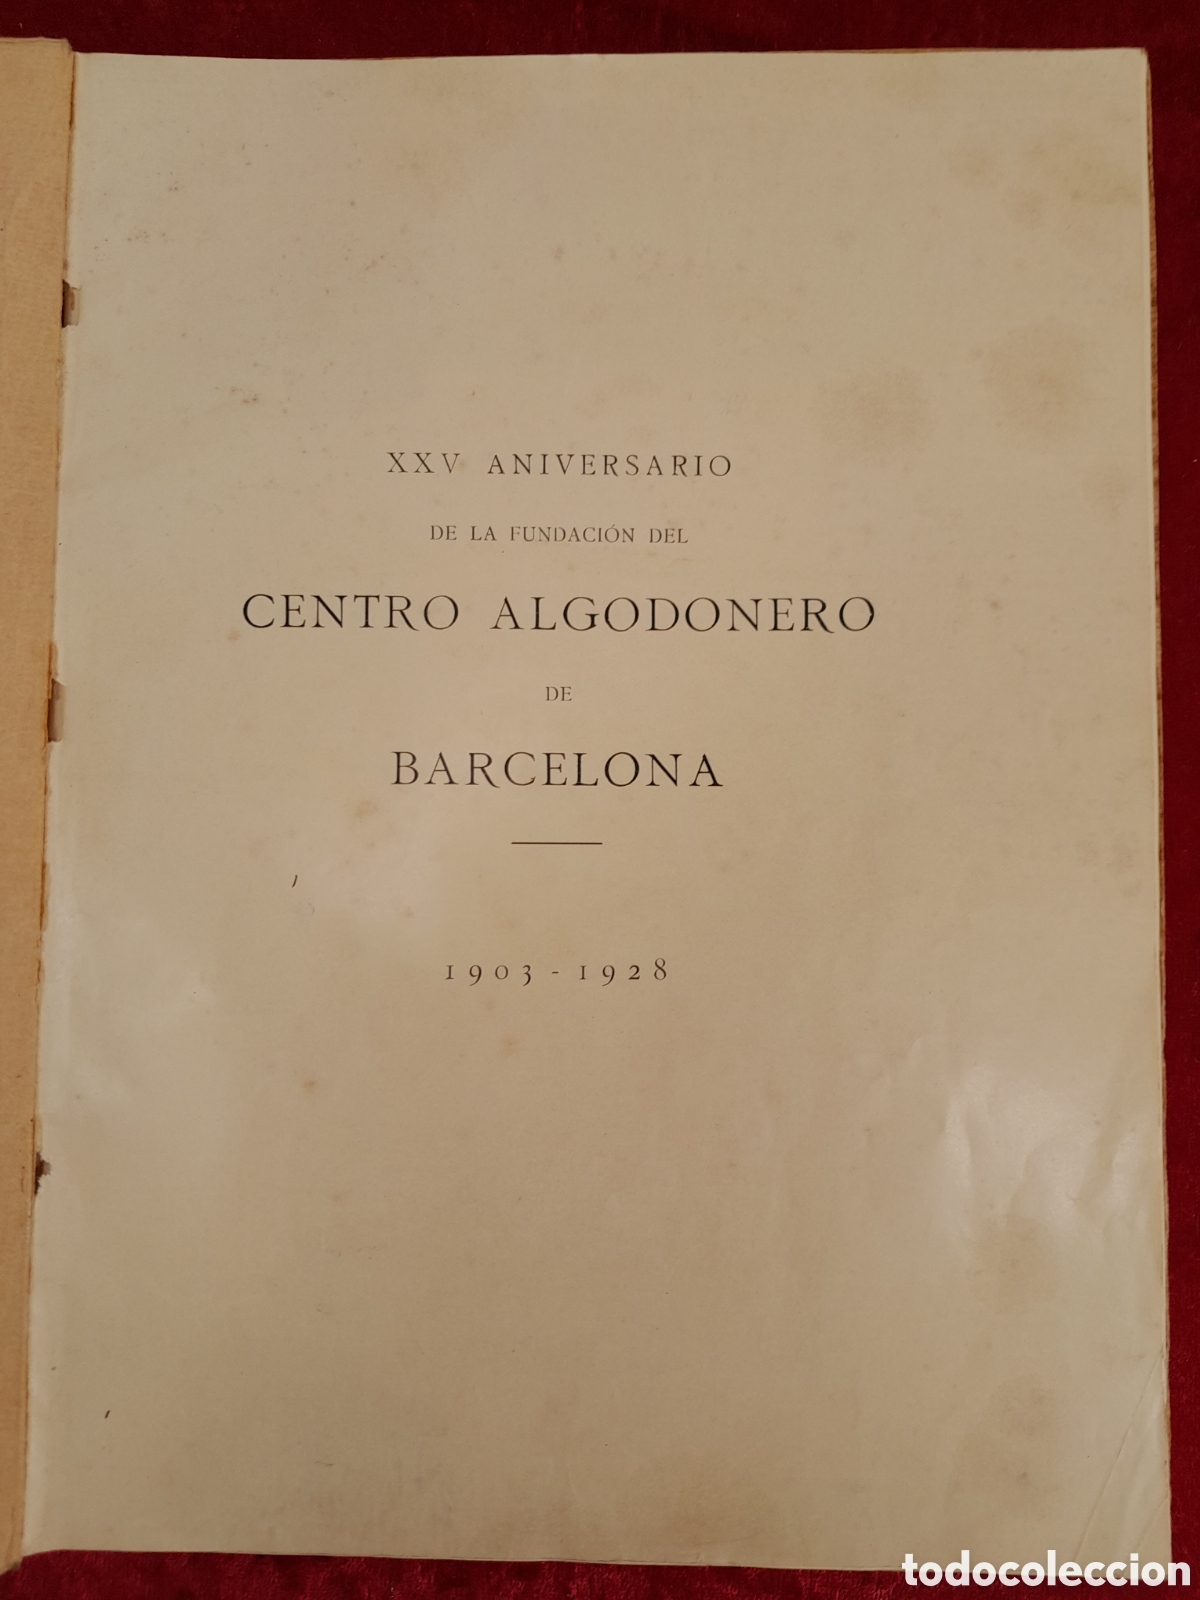 XXV ANIVERSARIO
DE LA FUNDACIÓN DEL
CENTRO ALGODONERO
DE
BARCELONA
1903 - 1928
todocoleccion